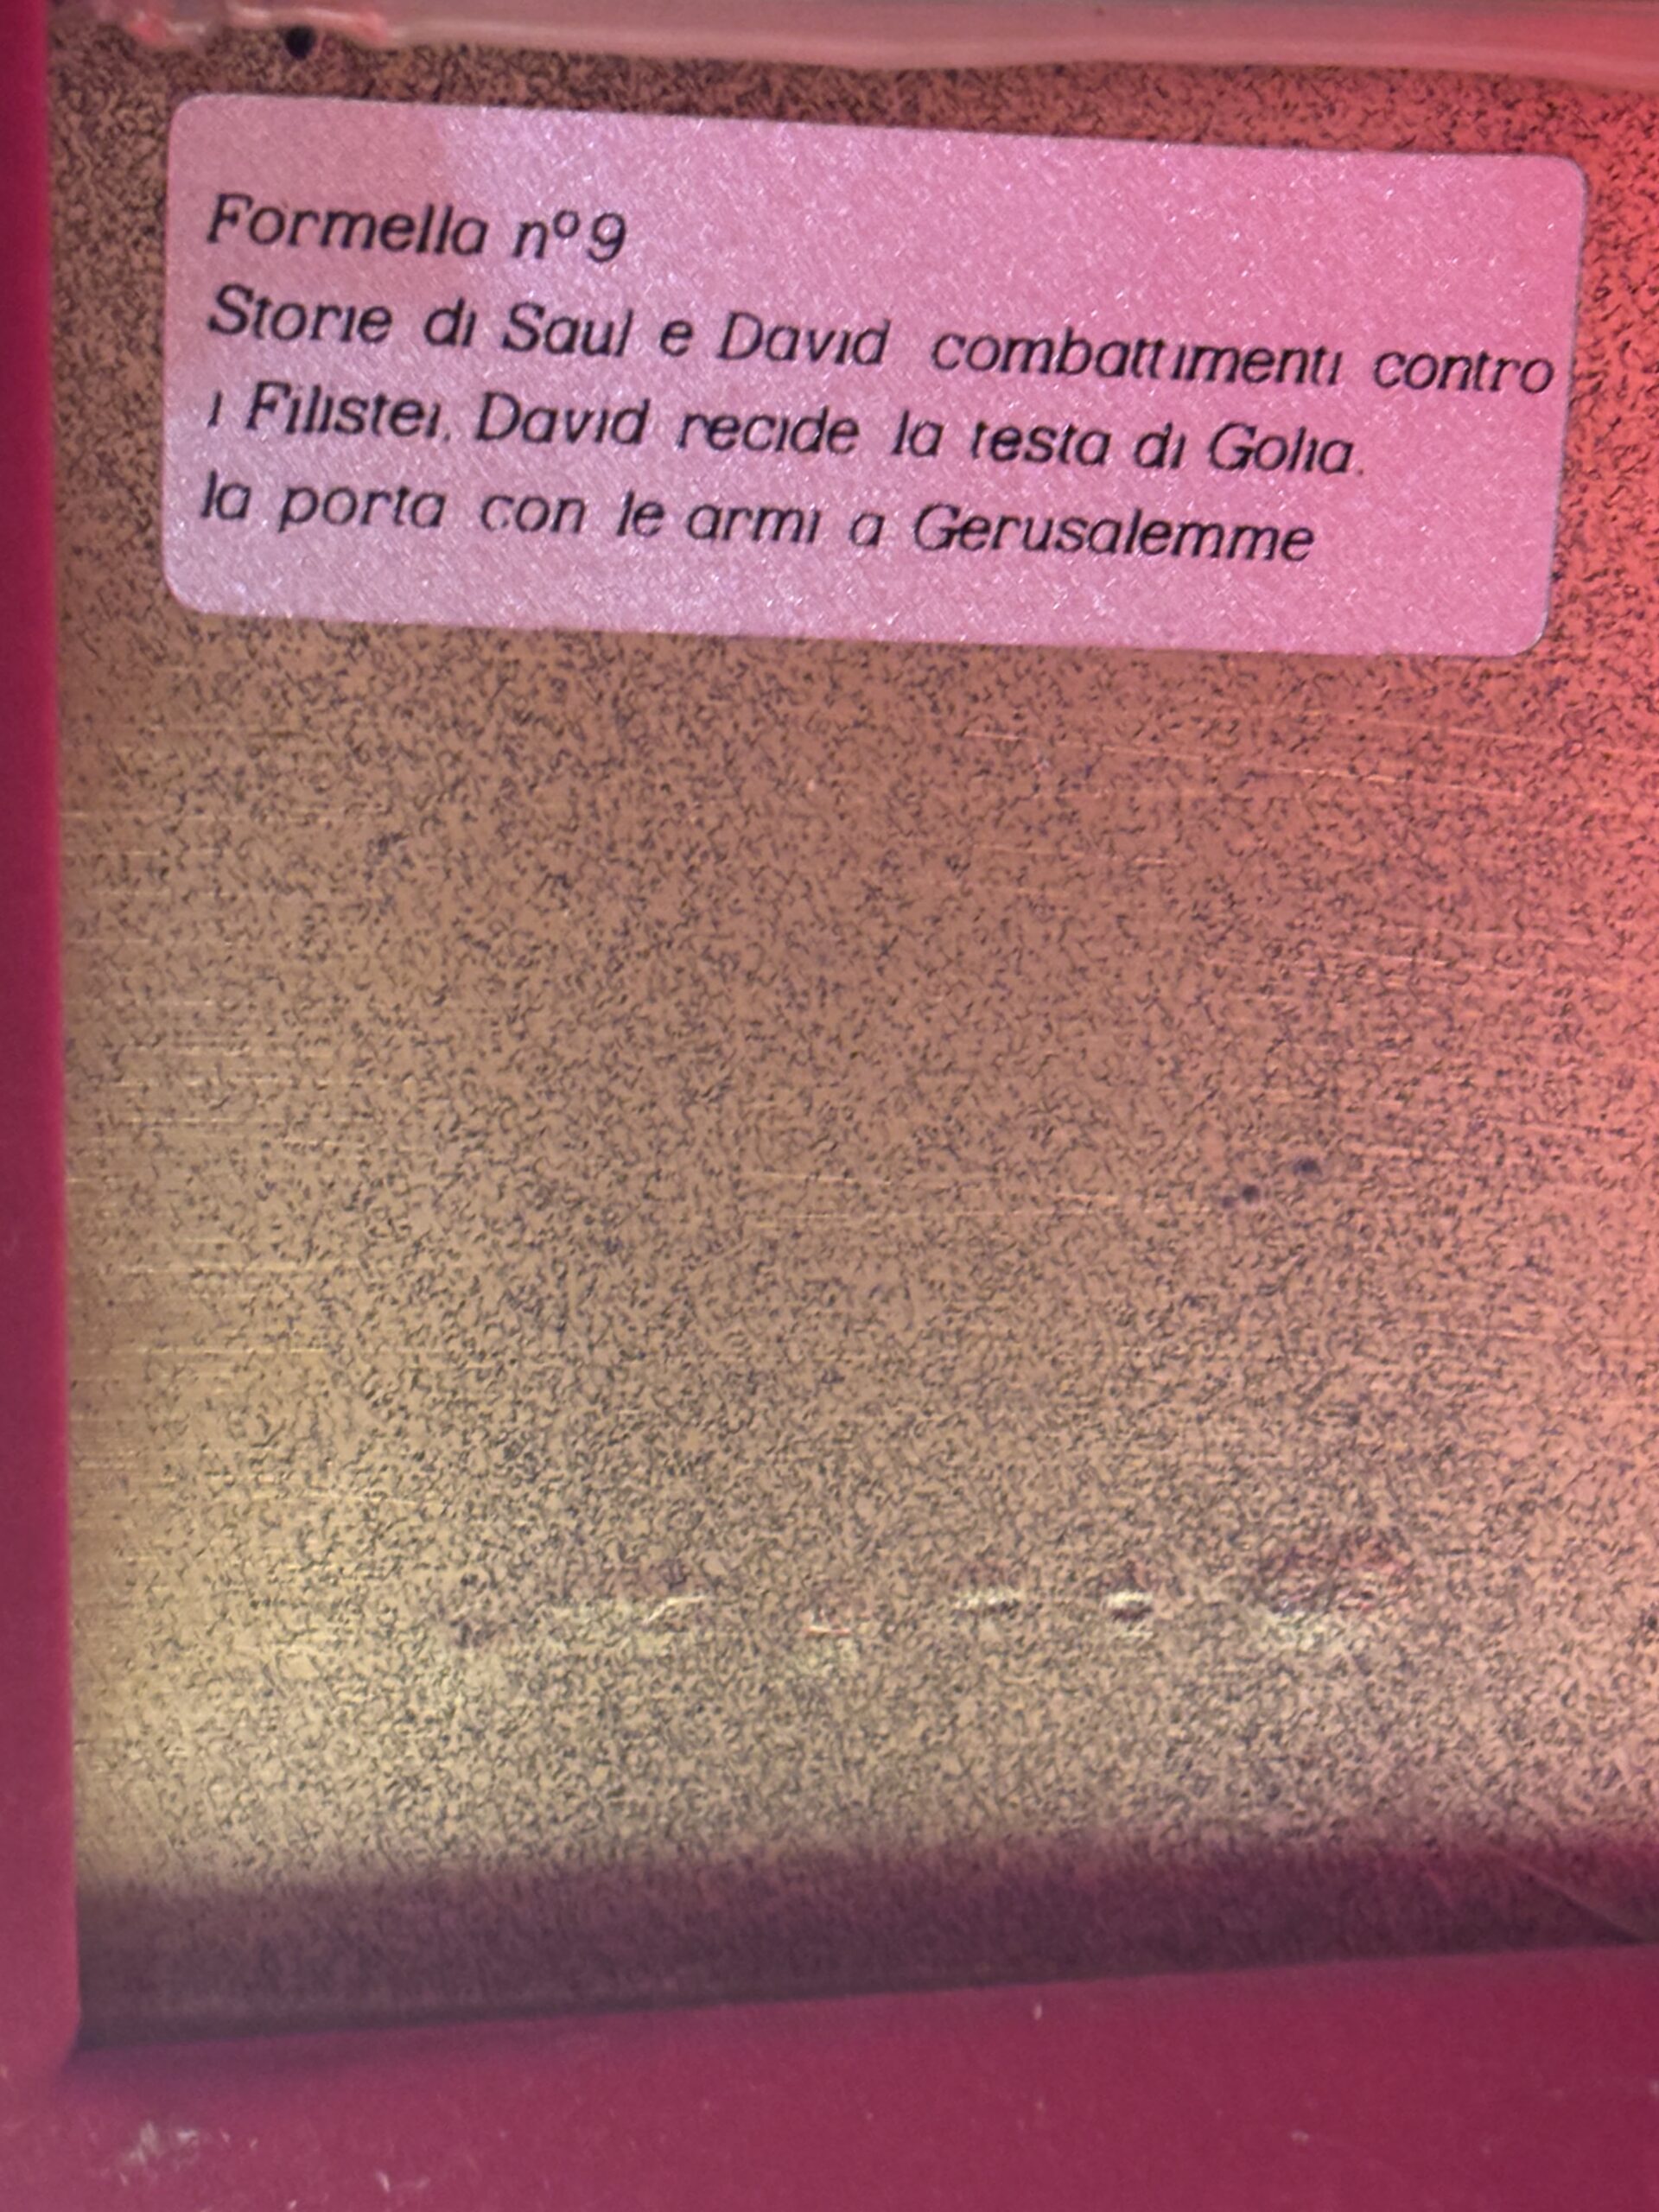 Formella nº 9
Storie di Saul e David combattimenti contro
i Filistei, David recide la testa di Golia.
la porta con le armi a Gerusalemme